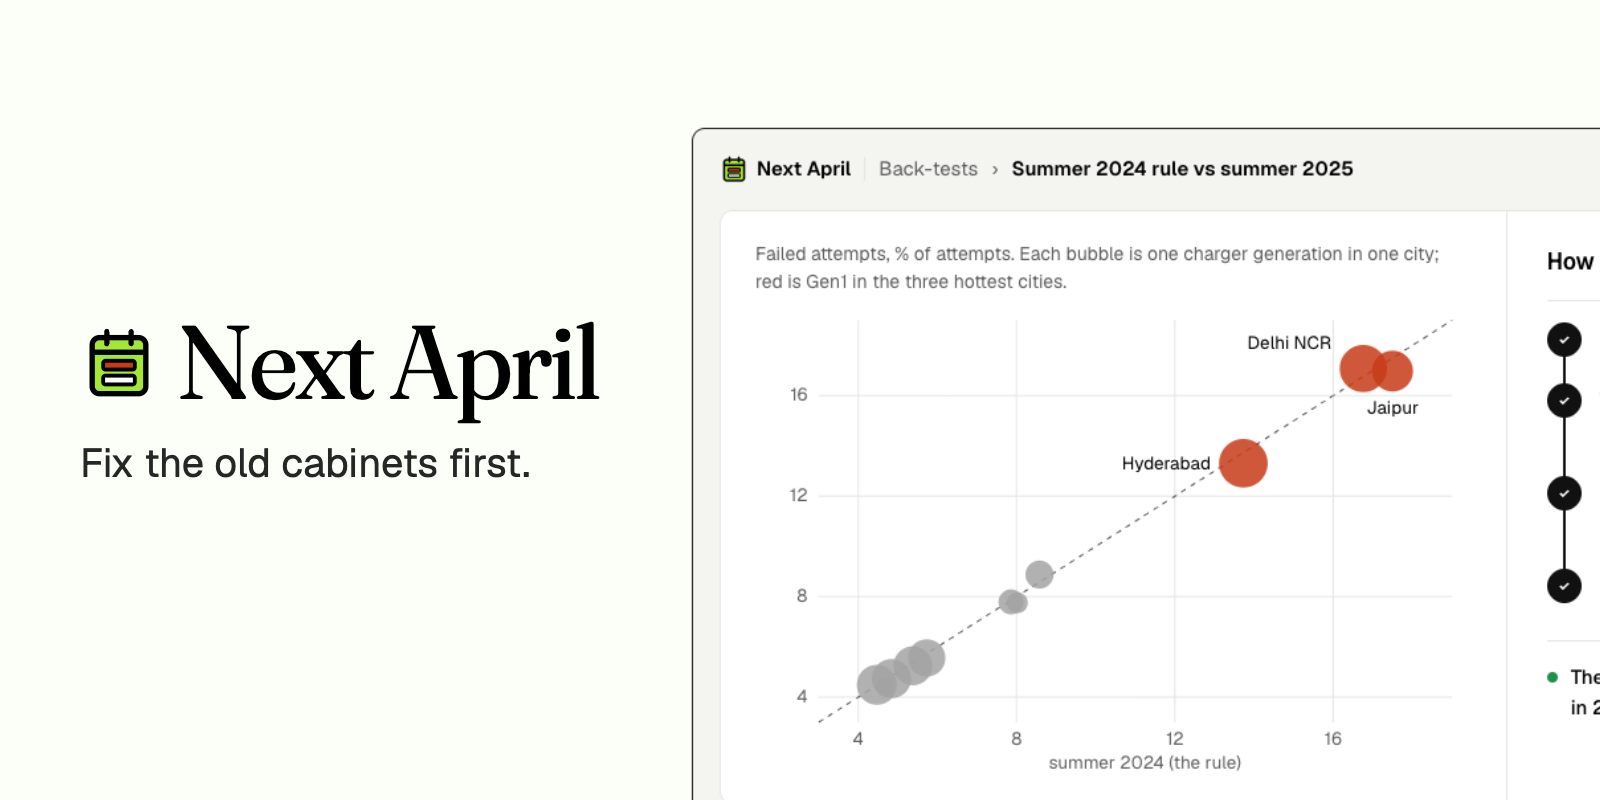 Next April
Fix the old cabinets first.
Next April
Back-tests › Summer 2024 rule vs summer 2025
Failed attempts, % of attempts. Each bubble is one charger generation in one city;
red is Gen1 in the three hottest cities.
Delhi NCR
Jaipur
Hyderabad
16
12
8
4
4 8 12 16
summer 2024 (the rule)
How
The
in 2